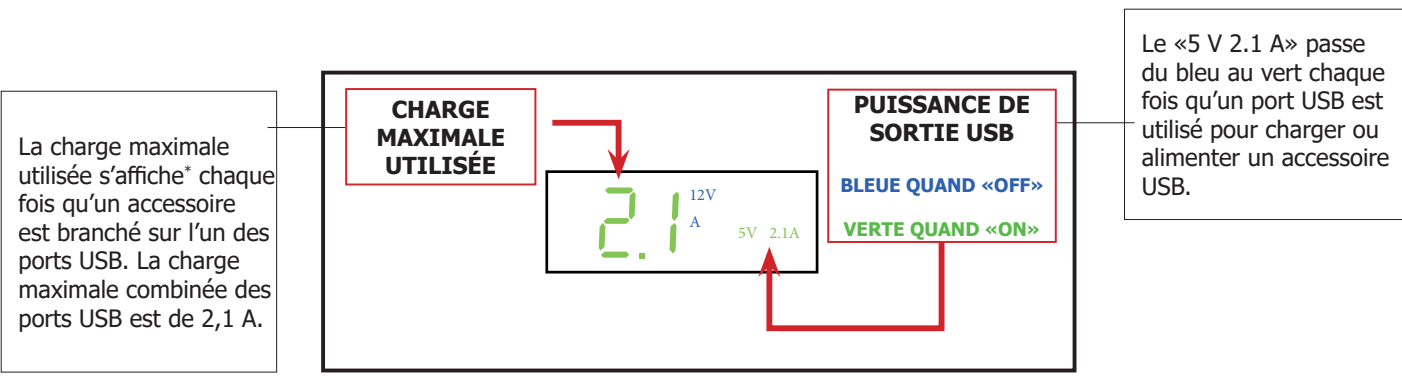 La charge maximale
utilisée s’affiche* chaque
fois qu’un accessoire
est branché sur l’un des
ports USB. La charge
maximale combinée des
ports USB est de 2,1 A.
CHARGE
MAXIMALE
UTILISÉE
2.1
12V
A
5V 2.1A
PUISSANCE DE
SORTIE USB
BLEUE QUAND «OFF»
VERTE QUAND «ON»
Le «5 V 2.1 A» passe
du bleu au vert chaque
fois qu’un port USB est
utilisé pour charger ou
alimenter un accessoire
USB.